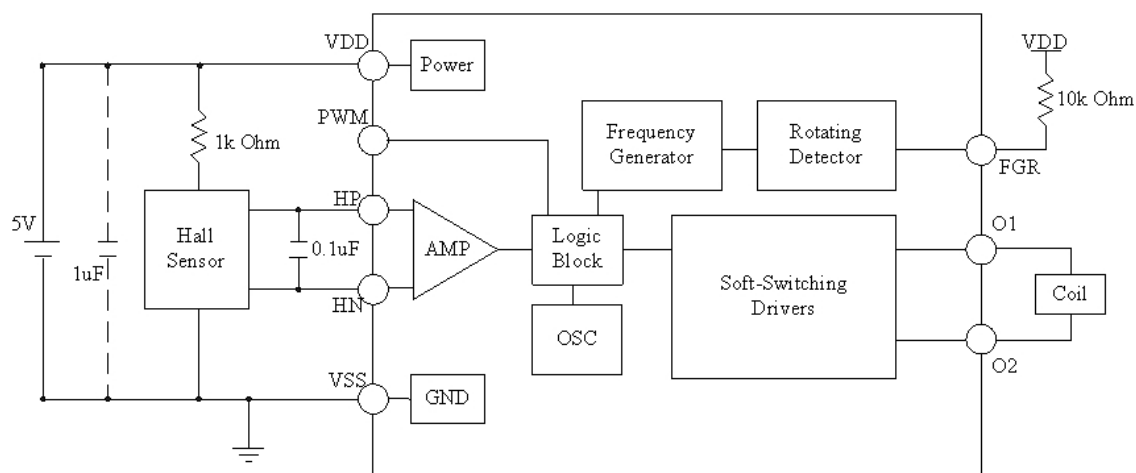 VDD
Power
VDD
10k Ohm
PWM
1k Ohm
Frequency
Generator
Rotating
Detector
FGR
HP
5V
Hall
Sensor
0.1uF
AMP
Logic
Block
O1
1uF
Soft-Switching
Drivers
Coil
HN
OSC
O2
VSS
GND